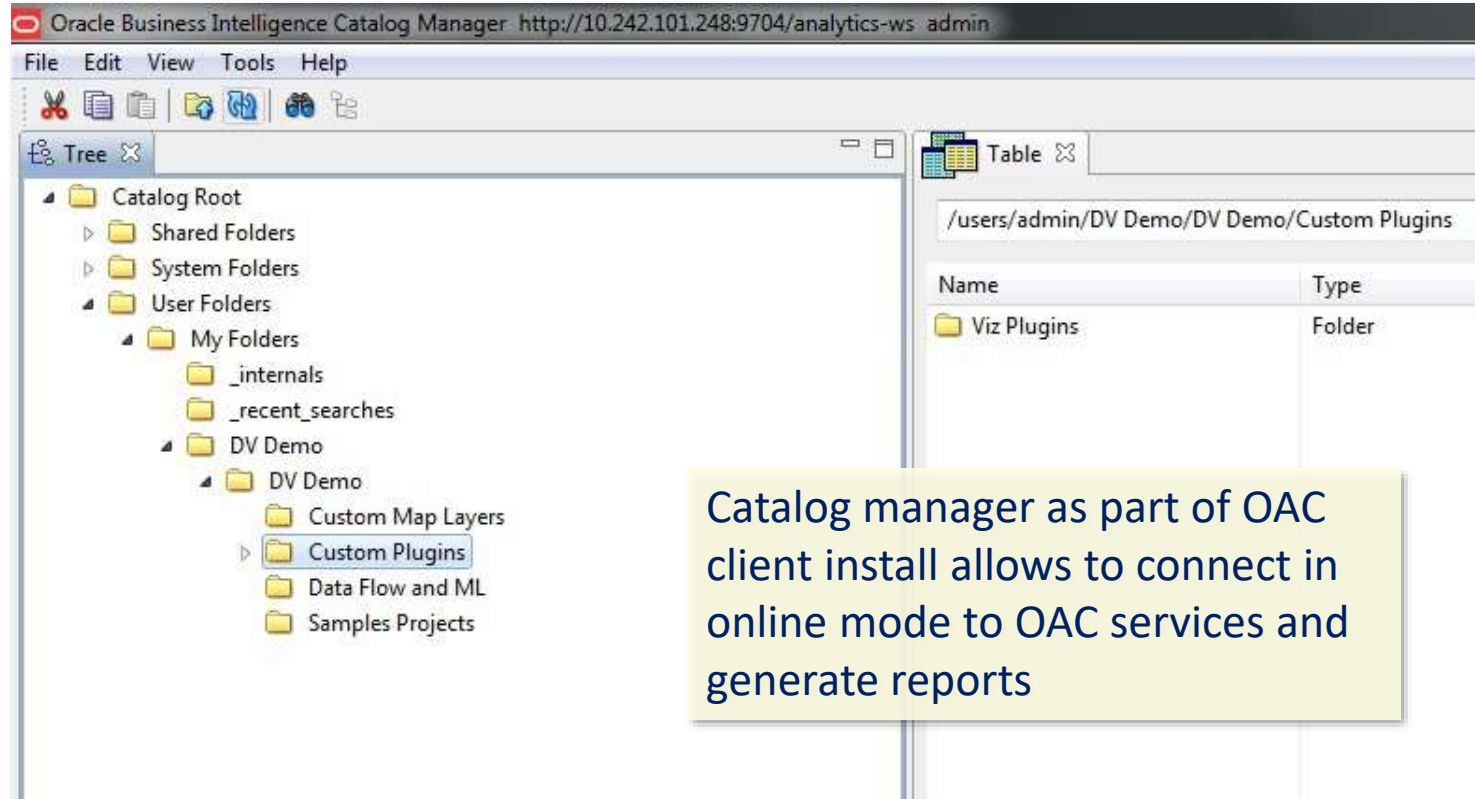 Oracle Business Intelligence Catalog Manager http://10.242.101.248:9704/analytics-ws admin
File Edit View Tools Help
Tree
Catalog Root
Shared Folders
System Folders
User Folders
My Folders
_internals
_recent_searches
DV Demo
DV Demo
Custom Map Layers
Custom Plugins
Data Flow and ML
Samples Projects
Table
/users/admin/DV Demo/DV Demo/Custom Plugins
Name Type
Viz Plugins Folder
Catalog manager as part of OAC
client install allows to connect in
online mode to OAC services and
generate reports